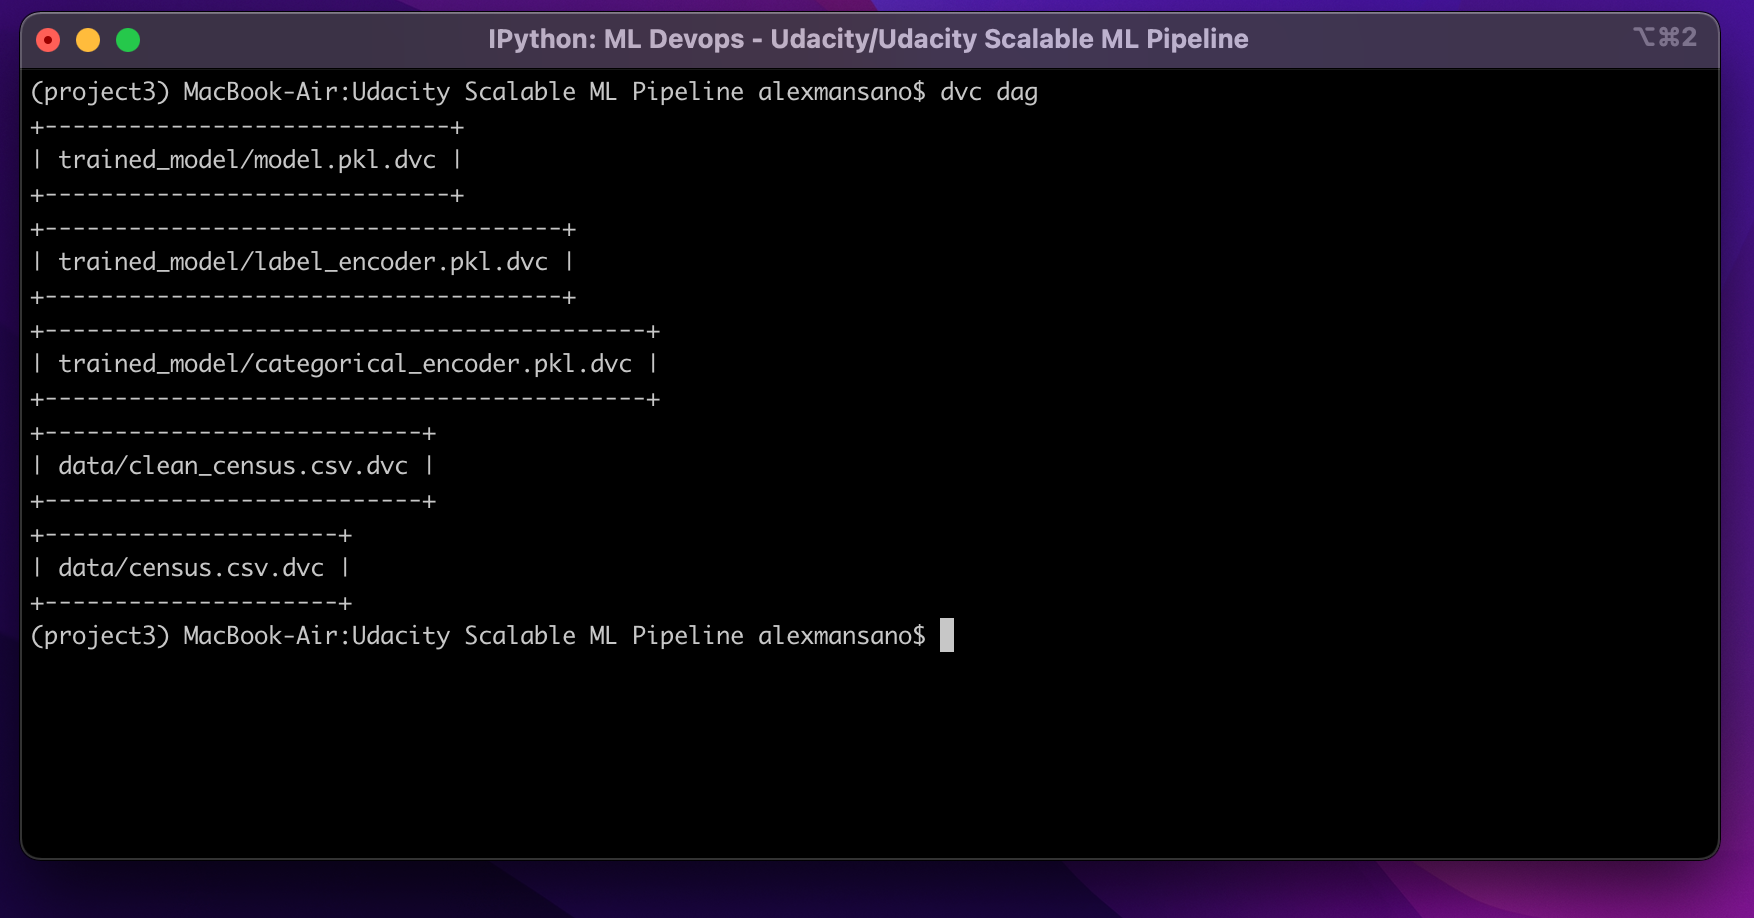 IPython: ML Devops - Udacity/Udacity Scalable ML Pipeline ⌥⌘2
(project3) MacBook-Air:Udacity Scalable ML Pipeline alexmansano$ dvc dag
+-----------------------------+
| trained_model/model.pkl.dvc |
+-----------------------------+
+-------------------------------------+
| trained_model/label_encoder.pkl.dvc |
+-------------------------------------+
+-------------------------------------------+
| trained_model/categorical_encoder.pkl.dvc |
+-------------------------------------------+
+---------------------------+
| data/clean_census.csv.dvc |
+---------------------------+
+---------------------+
| data/census.csv.dvc |
+---------------------+
(project3) MacBook-Air:Udacity Scalable ML Pipeline alexmansano$